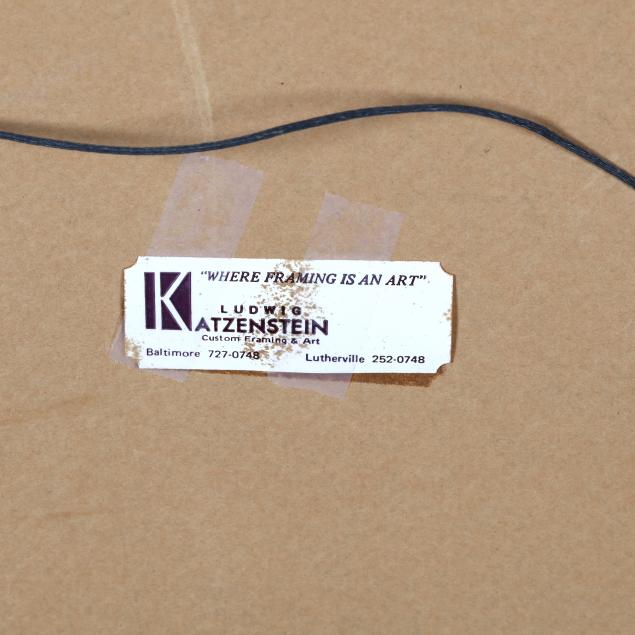 "WHERE FRAMING IS AN ART"
LUDWIG
KATZENSTEIN
Custom Framing & Art
Baltimore 727-0748 Lutherville 252-0748